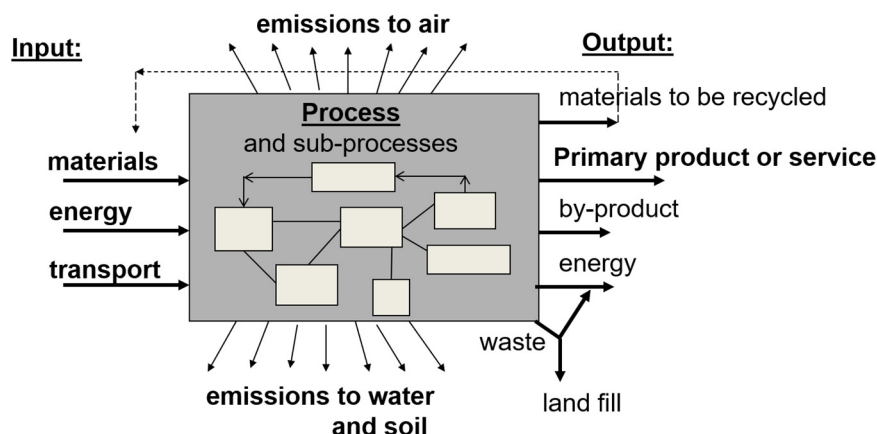 emissions to air
Input:
Output:
materials to be recycled
Process
and sub-processes
materials
Primary product or service
energy
by-product
transport
energy
waste
emissions to water
and soil
land fill